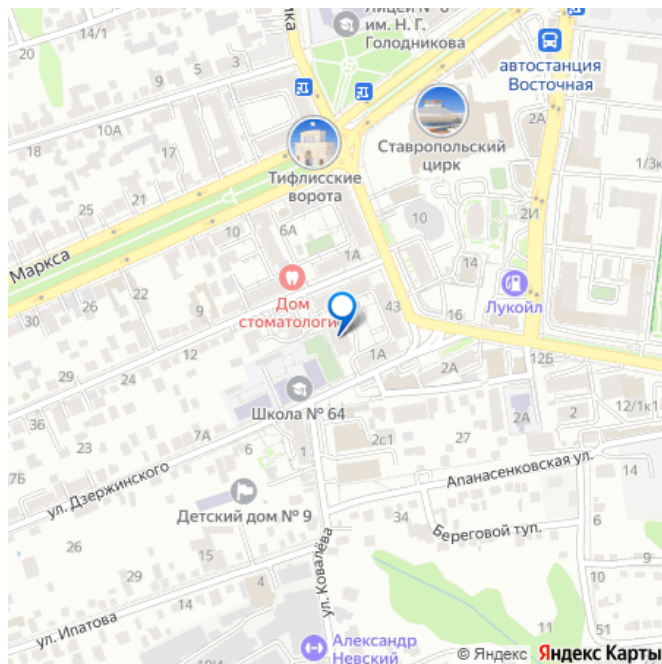 14/1
Лицей № 8
им. Н. Г.
Голодникова
автостанция
Восточная
5
3
9
10А
18
20
15
2А
Ставропольский
цирк
1/3к
Тифлисские
ворота
25
21
10
2И
10
6А
1А
14
Маркса
Дом
стоматологии
Лукойл
22
9
43
16
30
26
12
1А
2А
12Б
29
24
Школа № 64
2А
2
12/1к1
36
23
7А
2с1
27
7Б
6
1
Апанасенковская ул.
14
ул. Дзержинского
Детский дом № 9
34
Береговой туп.
6
26
29
ул. Ковалёва
9
14
4
10
10
ул. Ипатова
51
Александр
Невский
© Яндекс Яндекс Карты